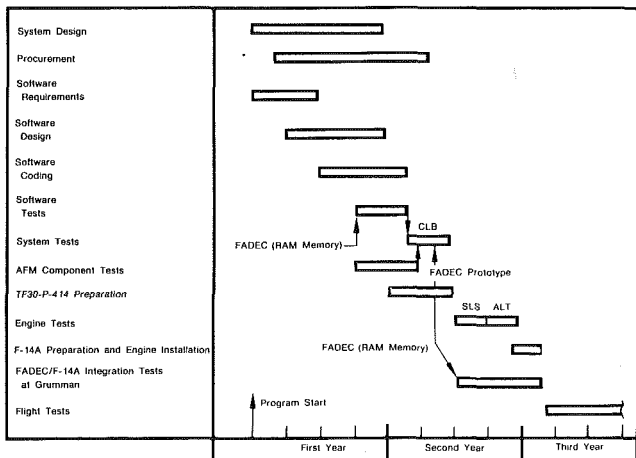 System Design
Procurement
Software
Requirements
Software
Design
Software
Coding
Software
Tests
CLB
System Tests
FADEC (RAM Memory)
AFM Component Tests
FADEC Prototype
TF30-P-414 Preparation
SLS ALT
Engine Tests
F-14A Preparation and Engine Installation
FADEC (RAM Memory)
FADEC/F-14A Integration Tests
at Grumman
Flight Tests
Program Start
First Year Second Year Third Year